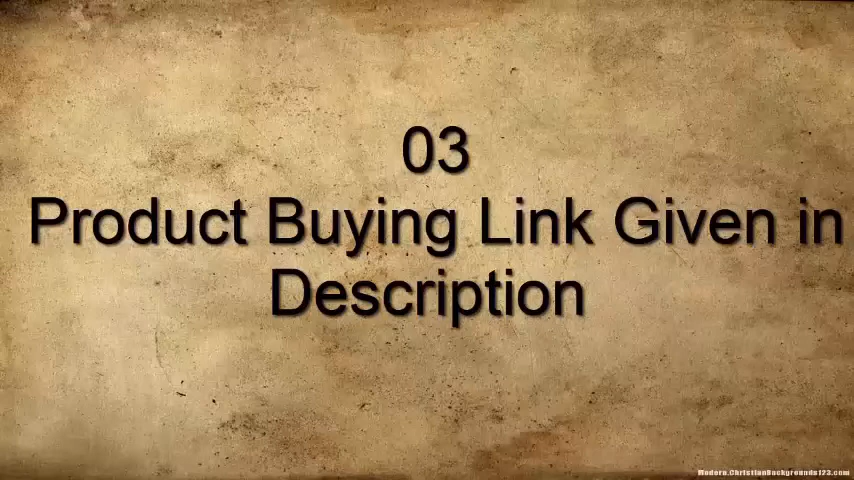 03
Product Buying Link Given in
Description
Modern.ChristianBackgrounds123.com